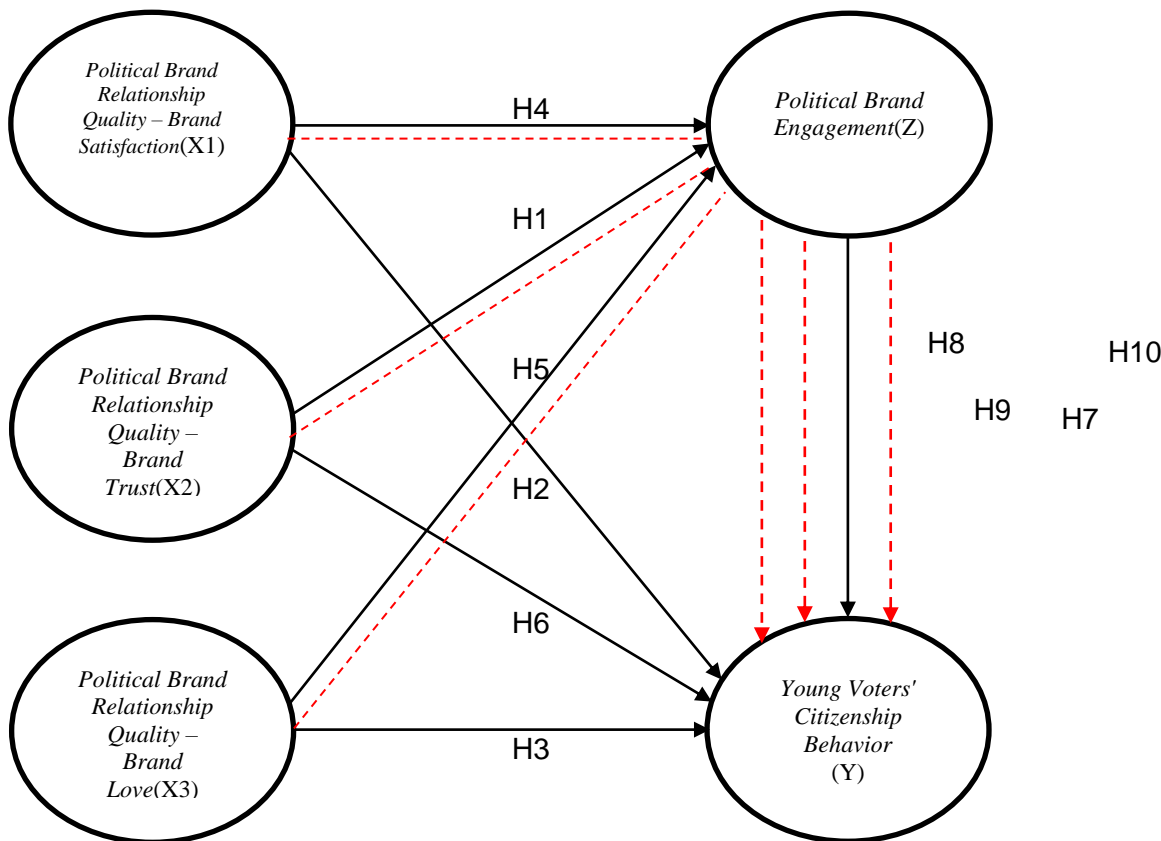 Political Brand
Relationship
Quality – Brand
Satisfaction(X1)
H4
Political Brand
Engagement(Z)
H1
H8
H10
H5
Political Brand
Relationship
Quality –
Brand
Trust(X2)
H9
H7
H2
H6
Political Brand
Relationship
Quality –
Brand
Love(X3)
H3
Young Voters'
Citizenship
Behavior
(Y)